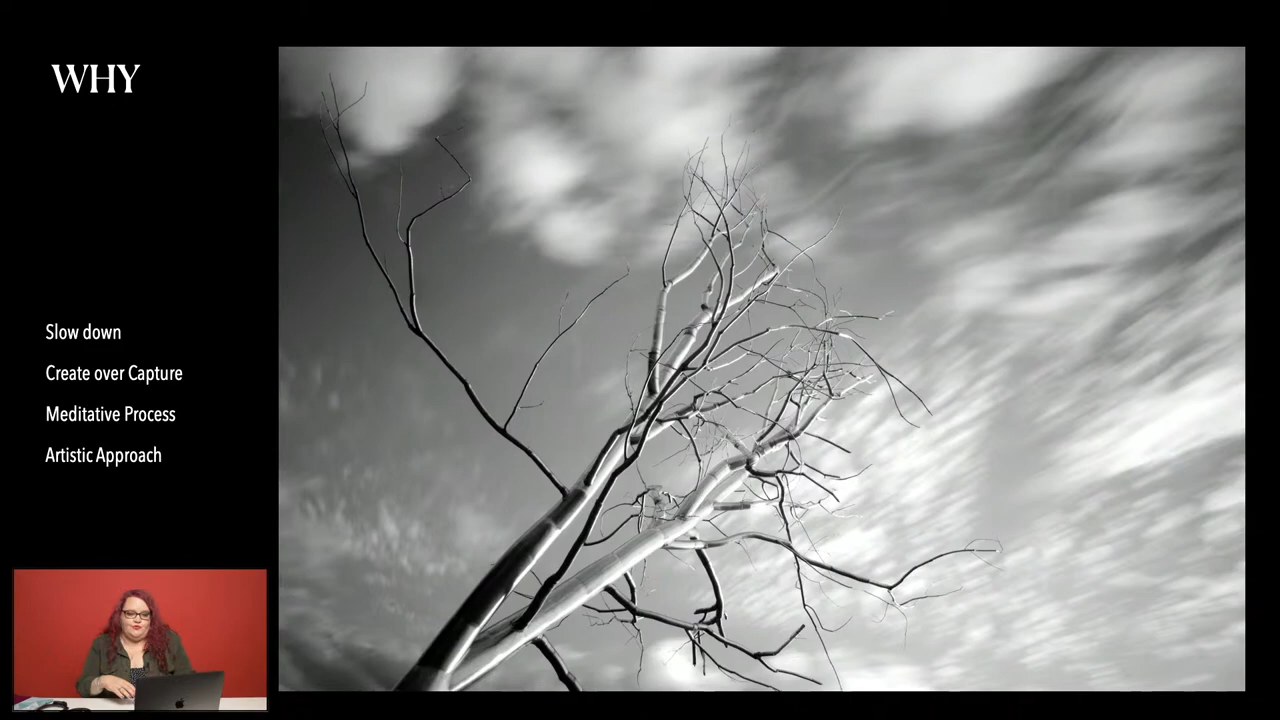 WHY
Slow down
Create over Capture
Meditative Process
Artistic Approach